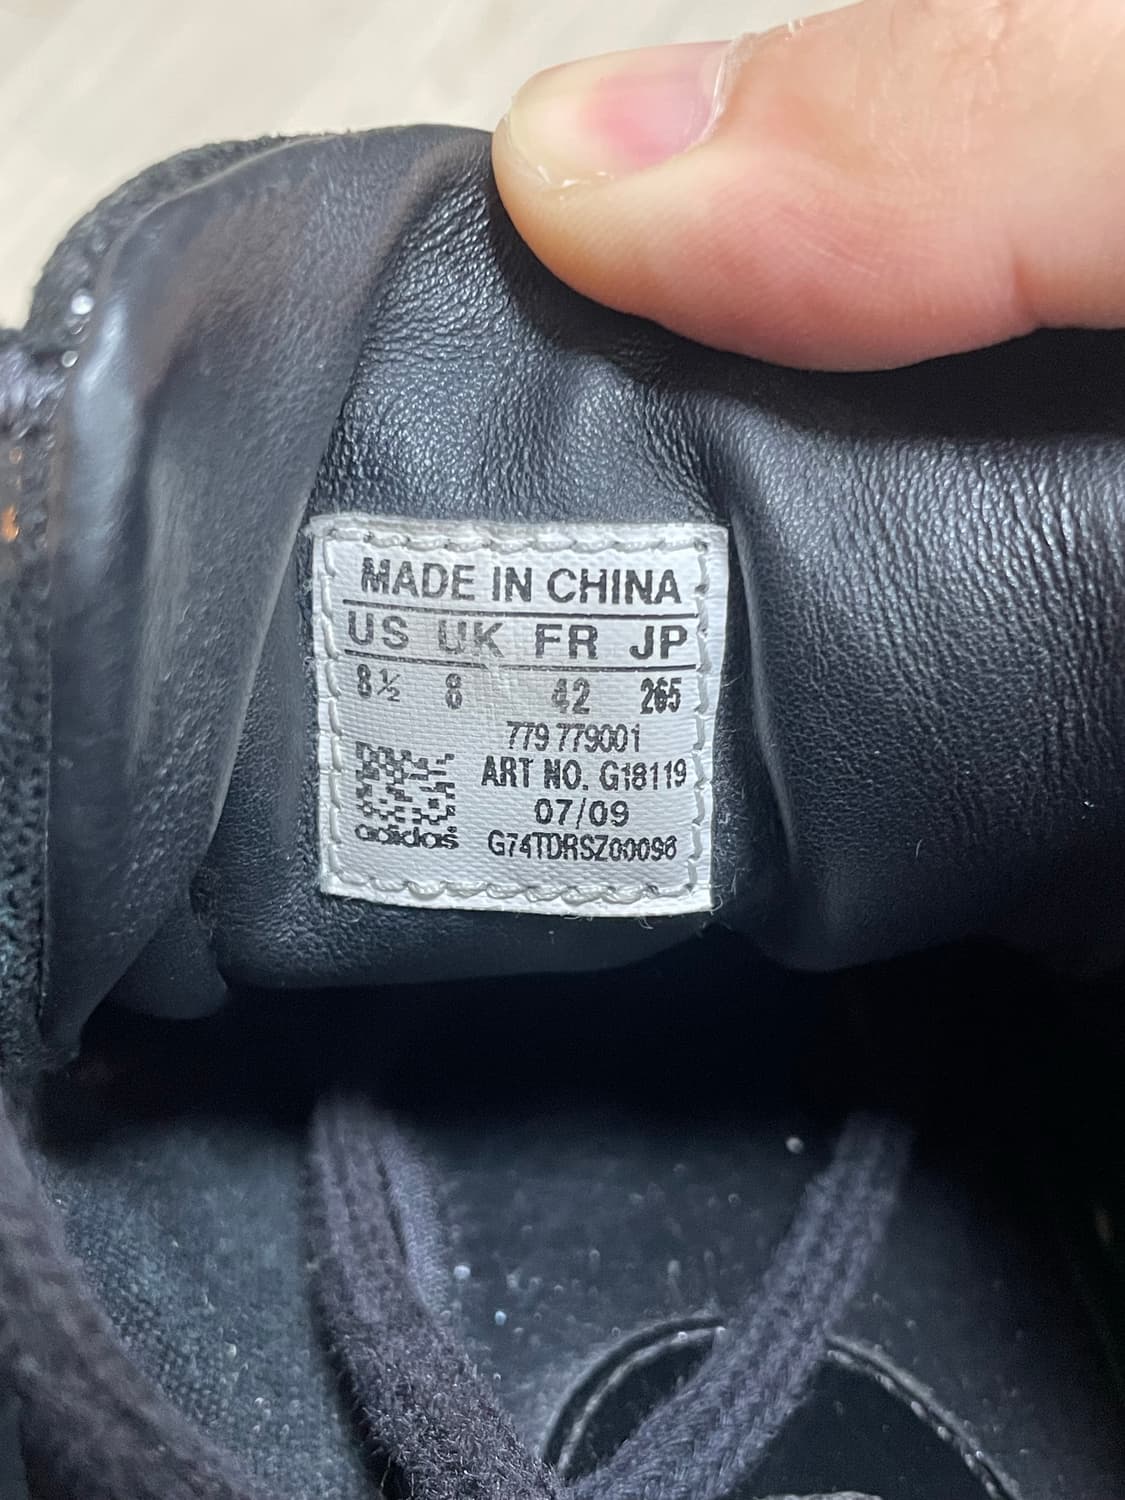 MADE IN CHINA
US UK FR JP
8½ 8 42 265
779 779001
ART NO. G18119
07/09
G74TDRSZ00096
adidas